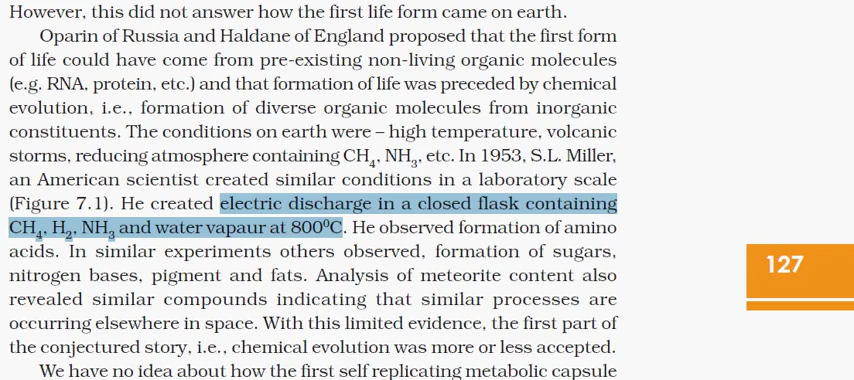 However, this did not answer how the first life form came on earth.
Oparin of Russia and Haldane of England proposed that the first form
of life could have come from pre-existing non-living organic molecules
(e.g. RNA, protein, etc.) and that formation of life was preceded by chemical
evolution, i.e., formation of diverse organic molecules from inorganic
constituents. The conditions on earth were – high temperature, volcanic
storms, reducing atmosphere containing CH₄, NH₃, etc. In 1953, S.L. Miller,
an American scientist created similar conditions in a laboratory scale
(Figure 7.1). He created electric discharge in a closed flask containing
CH₄, H₂, NH₃ and water vapaur at 800⁰C. He observed formation of amino
acids. In similar experiments others observed, formation of sugars,
nitrogen bases, pigment and fats. Analysis of meteorite content also
revealed similar compounds indicating that similar processes are
occurring elsewhere in space. With this limited evidence, the first part of
the conjectured story, i.e., chemical evolution was more or less accepted.
We have no idea about how the first self replicating metabolic capsule
127